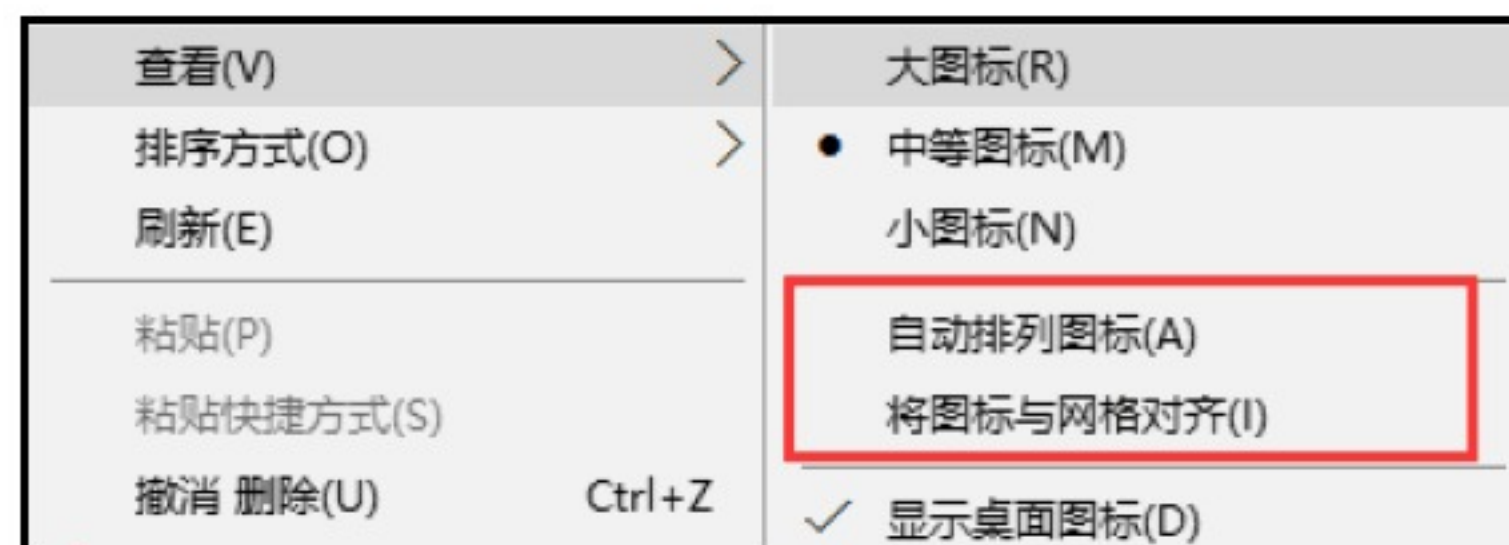 查看(V)
排序方式(O)
刷新(E)
粘贴(P)
粘贴快捷方式(S)
撤消 删除(U) Ctrl+Z
大图标(R)
中等图标(M)
小图标(N)
自动排列图标(A)
将图标与网格对齐(I)
显示桌面图标(D)